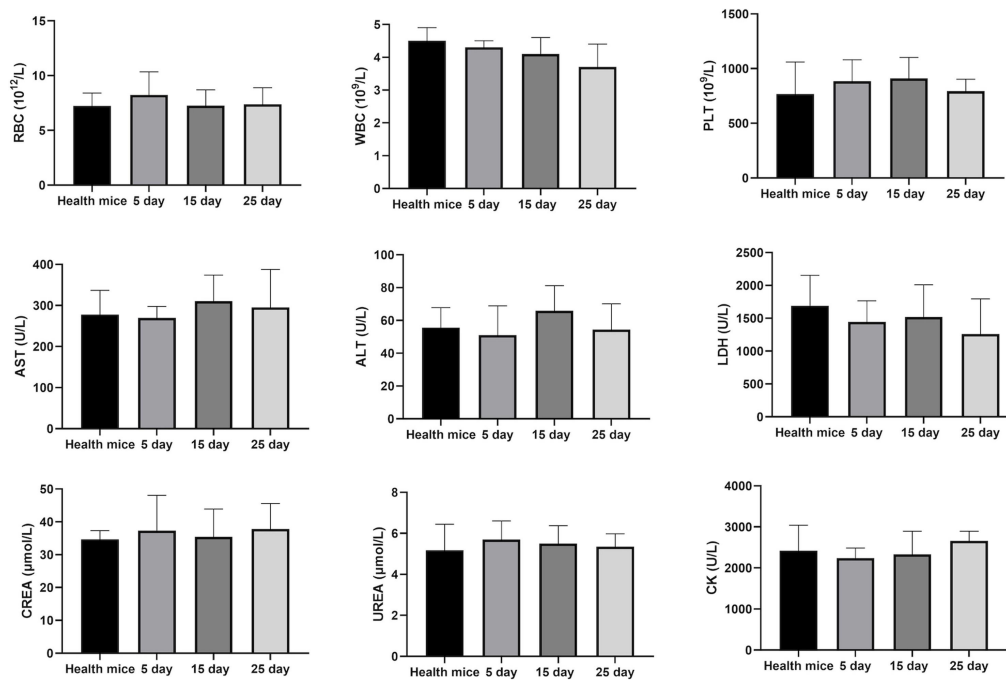 RBC (10¹²/L)
15
10
5
0
Health mice 5 day 15 day 25 day
WBC (10⁹/L)
5
4
3
2
1
0
Health mice 5 day 15 day 25 day
PLT (10⁹/L)
1500
1000
500
0
Health mice 5 day 15 day 25 day
AST (U/L)
400
300
200
100
0
Health mice 5 day 15 day 25 day
ALT (U/L)
100
80
60
40
20
0
Health mice 5 day 15 day 25 day
LDH (U/L)
2500
2000
1500
1000
500
0
Health mice 5 day 15 day 25 day
CREA (μmol/L)
50
40
30
20
10
0
Health mice 5 day 15 day 25 day
UREA (μmol/L)
8
6
4
2
0
Health mice 5 day 15 day 25 day
CK (U/L)
4000
3000
2000
1000
0
Health mice 5 day 15 day 25 day